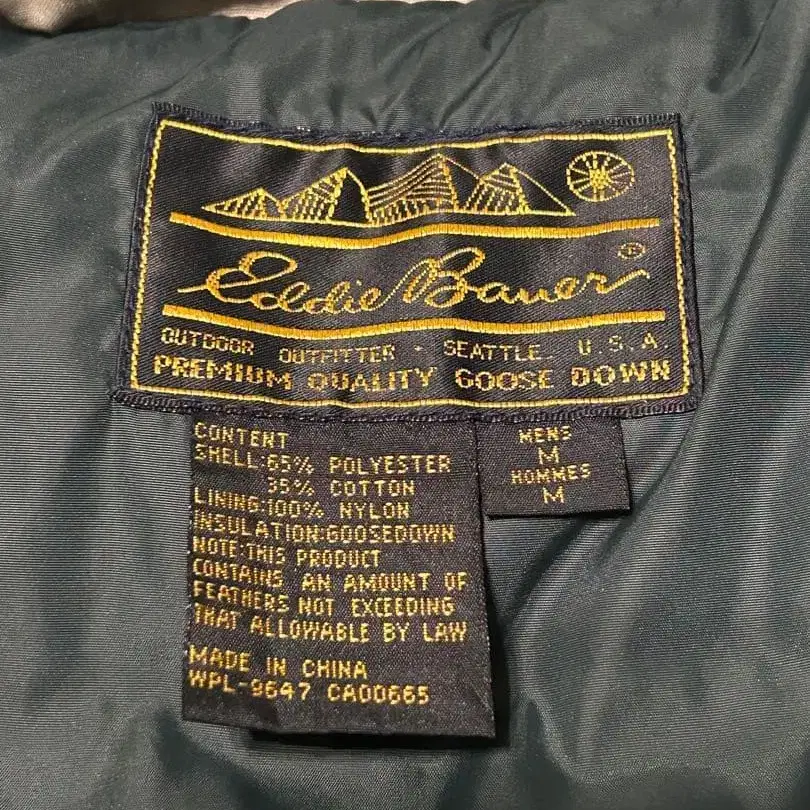 Eddie Bauer®
OUTDOOR OUTFITTER - SEATTLE. U.S.A.
PREMIUM QUALITY GOOSE DOWN
CONTENT
SHELL:65% POLYESTER
35% COTTON
LINING:100% NYLON
INSULATION:GOOSEDOWN
NOTE:THIS PRODUCT
CONTAINS AN AMOUNT OF
FEATHERS NOT EXCEEDING
THAT ALLOWABLE BY LAW
MADE IN CHINA
WPL-9647 CA00665
MENS
M
HOMMES
M